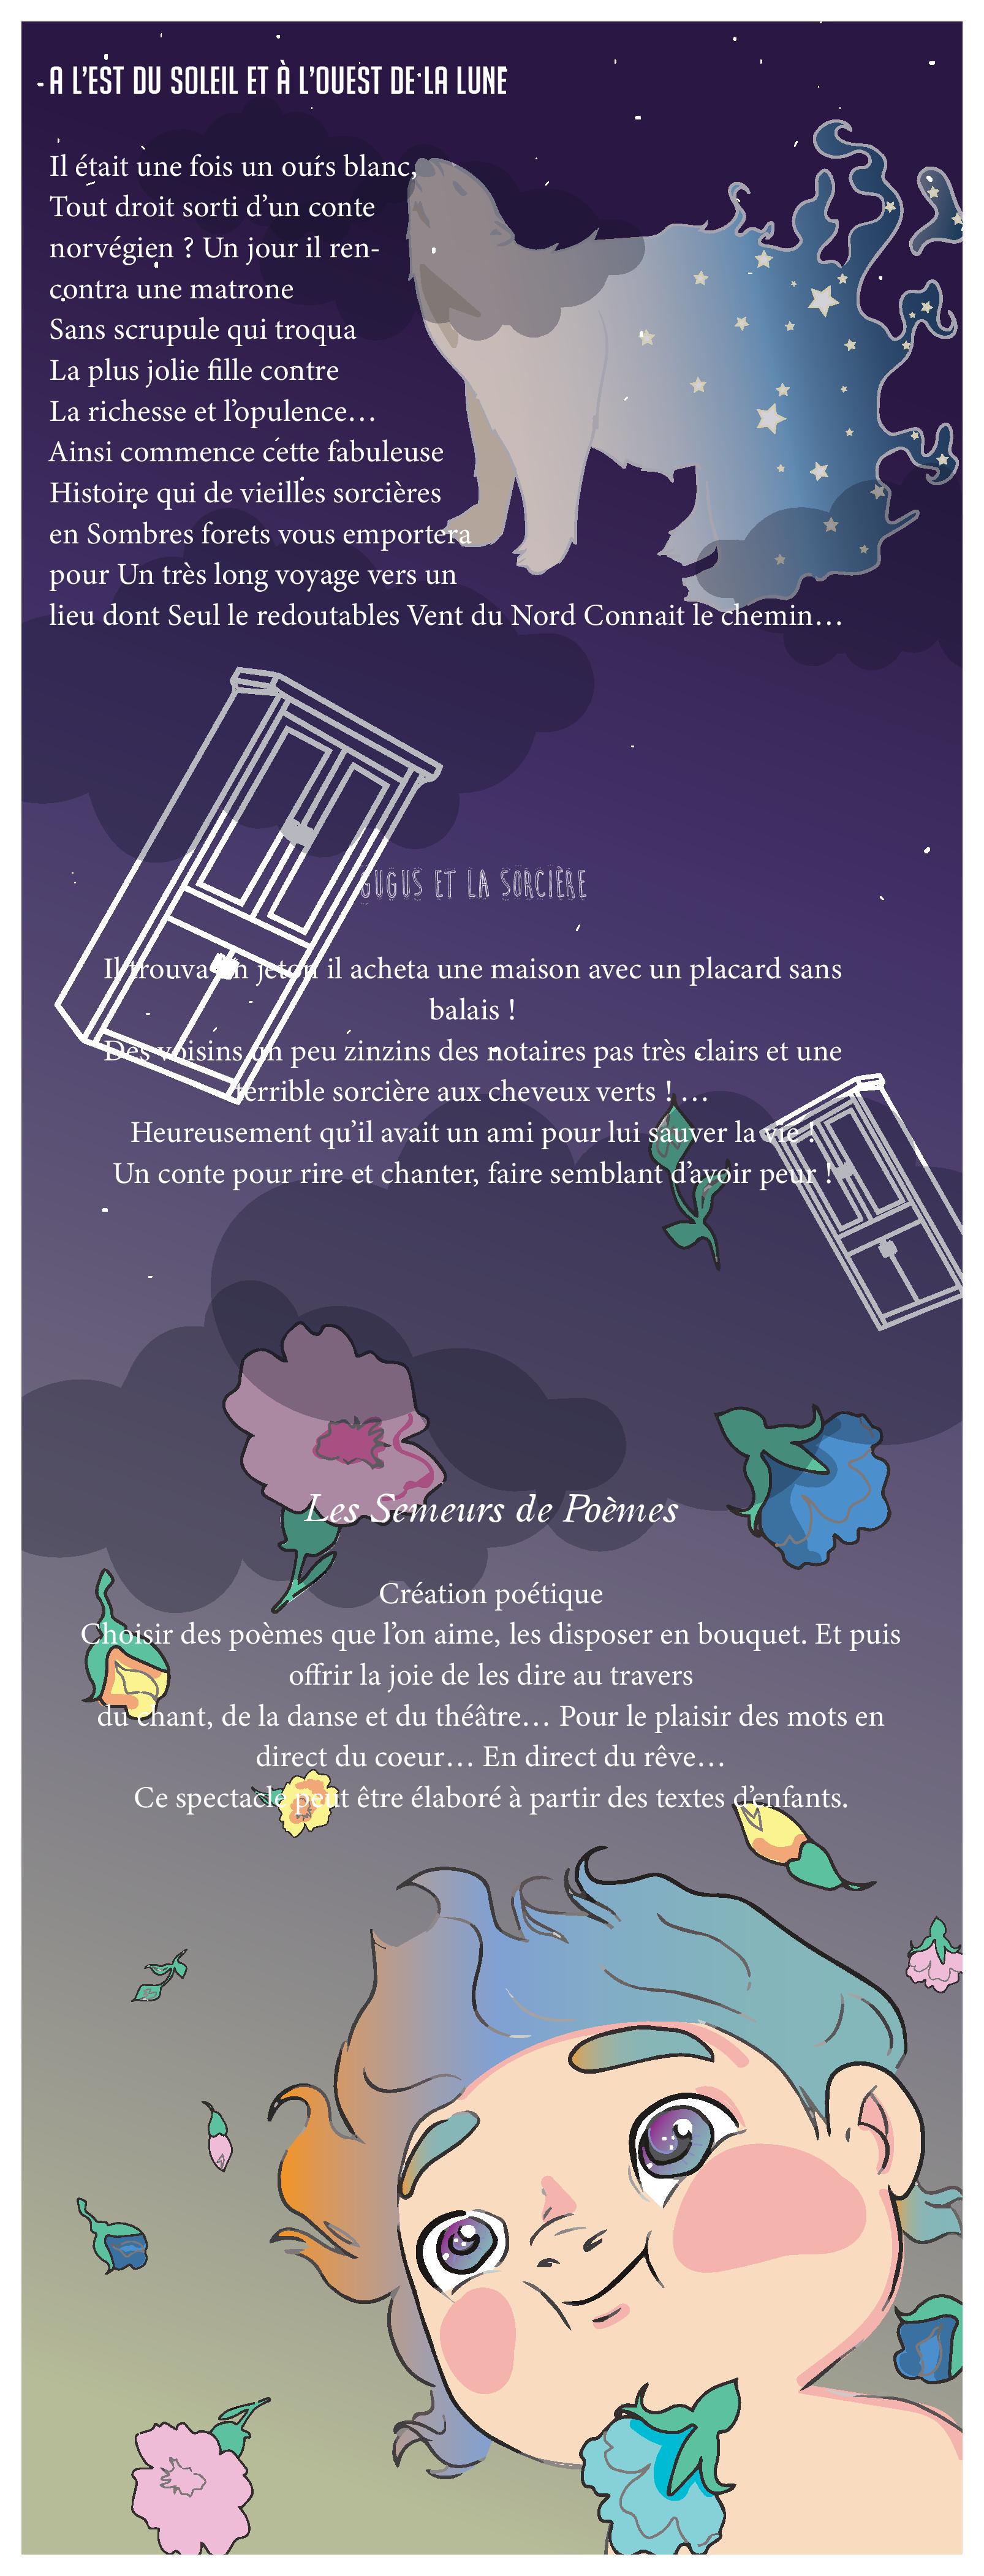 A L'EST DU SOLEIL ET À L'OUEST DE LA LUNE
Il était une fois un ours blanc,
Tout droit sorti d'un conte
norvégien ? Un jour il ren-
contra une matrone
Sans scrupule qui troqua
La plus jolie fille contre
La richesse et l'opulence…
Ainsi commence cette fabuleuse
Histoire qui de vieilles sorcières
en Sombres forets vous emportera
pour Un très long voyage vers un
lieu dont Seul le redoutables Vent du Nord Connait le chemin…
GUGUS ET LA SORCIÈRE
Il trouva un jeton il acheta une maison avec un placard sans
balais !
Des voisins un peu zinzins des notaires pas très clairs et une
terrible sorcière aux cheveux verts ! …
Heureusement qu'il avait un ami pour lui sauver la vie !
Un conte pour rire et chanter, faire semblant d'avoir peur !
Les Semeurs de Poèmes
Création poétique
Choisir des poèmes que l'on aime, les disposer en bouquet. Et puis
offrir la joie de les dire au travers
du chant, de la danse et du théâtre… Pour le plaisir des mots en
direct du coeur… En direct du rêve…
Ce spectacle peut être élaboré à partir des textes d'enfants.